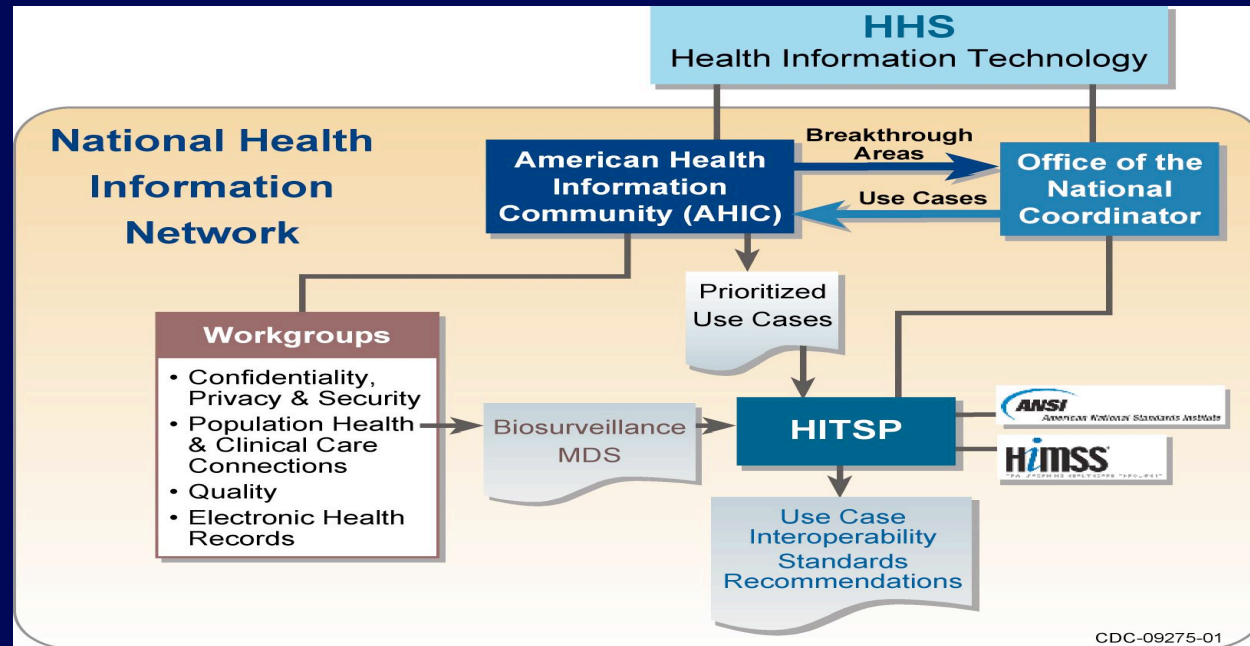 HHS
Health Information Technology
National Health
Information
Network
American Health
Information
Community (AHIC)
Breakthrough
Areas
Use Cases
Office of the
National
Coordinator
Prioritized
Use Cases
Workgroups
• Confidentiality,
Privacy & Security
• Population Health
& Clinical Care
Connections
• Quality
• Electronic Health
Records
Biosurveillance
MDS
HITSP
ANSI
American National Standards Institute
HiMSS
Use Case
Interoperability
Standards
Recommendations
CDC-09275-01